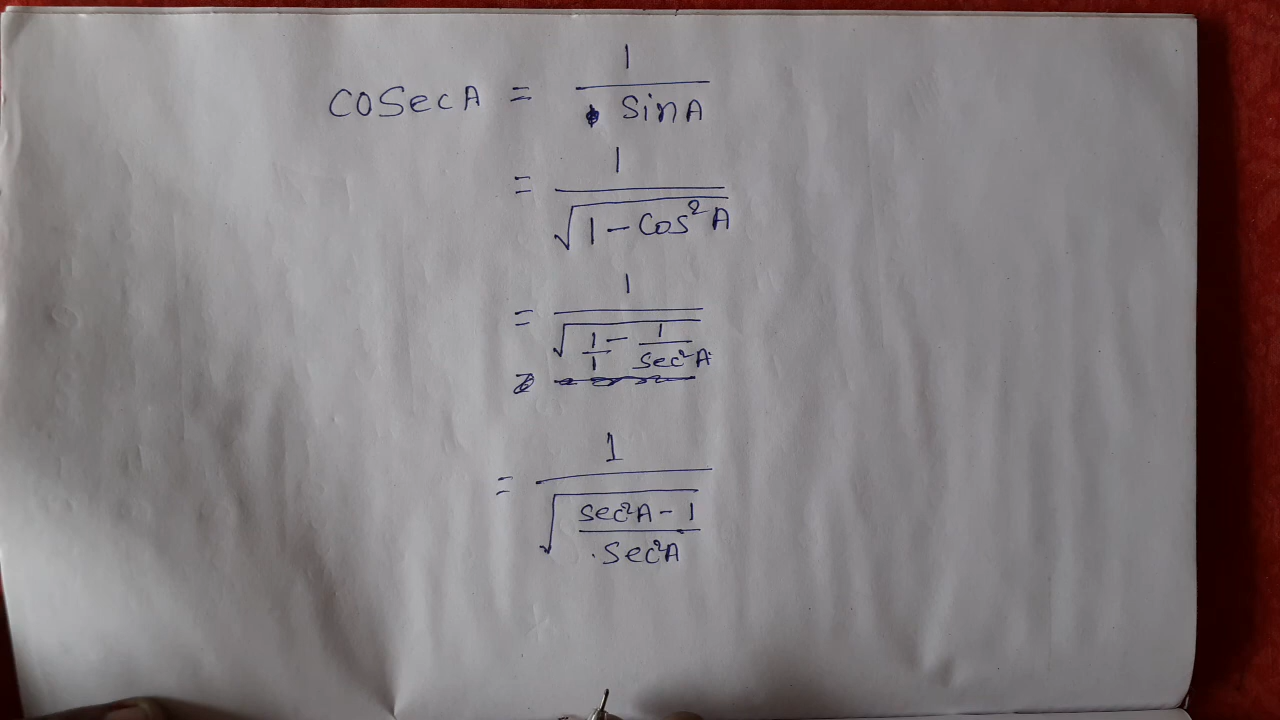 cosecA = 1 / SinA
= 1 / √(1 - Cos²A)
= 1 / √(1/1 - 1/Sec²A)
= 1 / √((Sec²A - 1) / Sec²A)